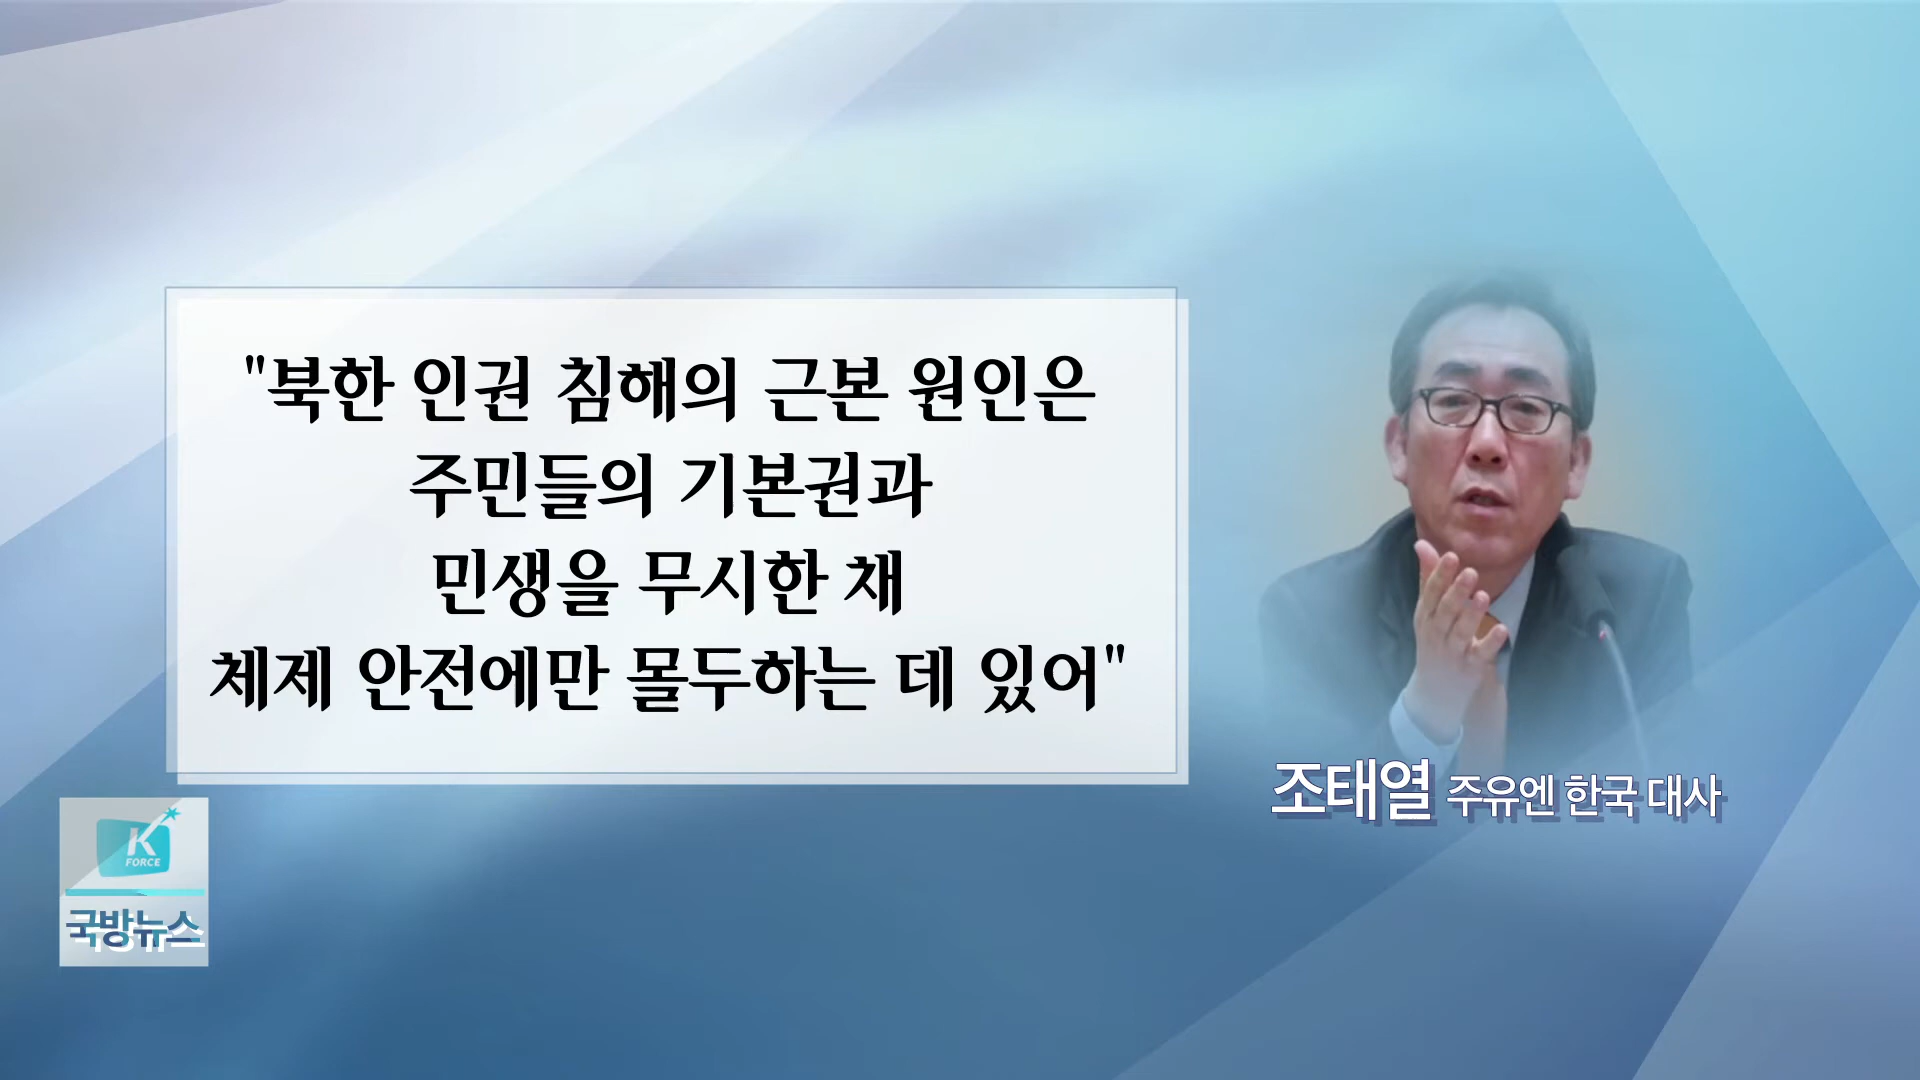 "북한 인권 침해의 근본 원인은
주민들의 기본권과
민생을 무시한 채
체제 안전에만 몰두하는 데 있어"
조태열 주유엔 한국 대사
K
FORCE
국방뉴스